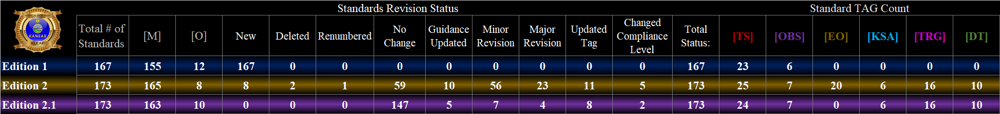 Standards Revision Status Standard TAG Count
KANSAS
KLEAP
Total # of Standards [M] [O] New Deleted Renumbered No Change Guidance Updated Minor Revision Major Revision Updated Tag Changed Compliance Level Total Status: [TS] [OBS] [EO] [KSA] [TRG] [DT]
Edition 1 167 155 12 167 0 0 0 0 0 0 0 0 167 23 6 0 0 0 0
Edition 2 173 165 8 8 2 1 59 10 56 23 11 5 173 25 7 20 6 16 10
Edition 2.1 173 163 10 0 0 0 147 5 7 4 8 2 173 24 7 0 6 16 10